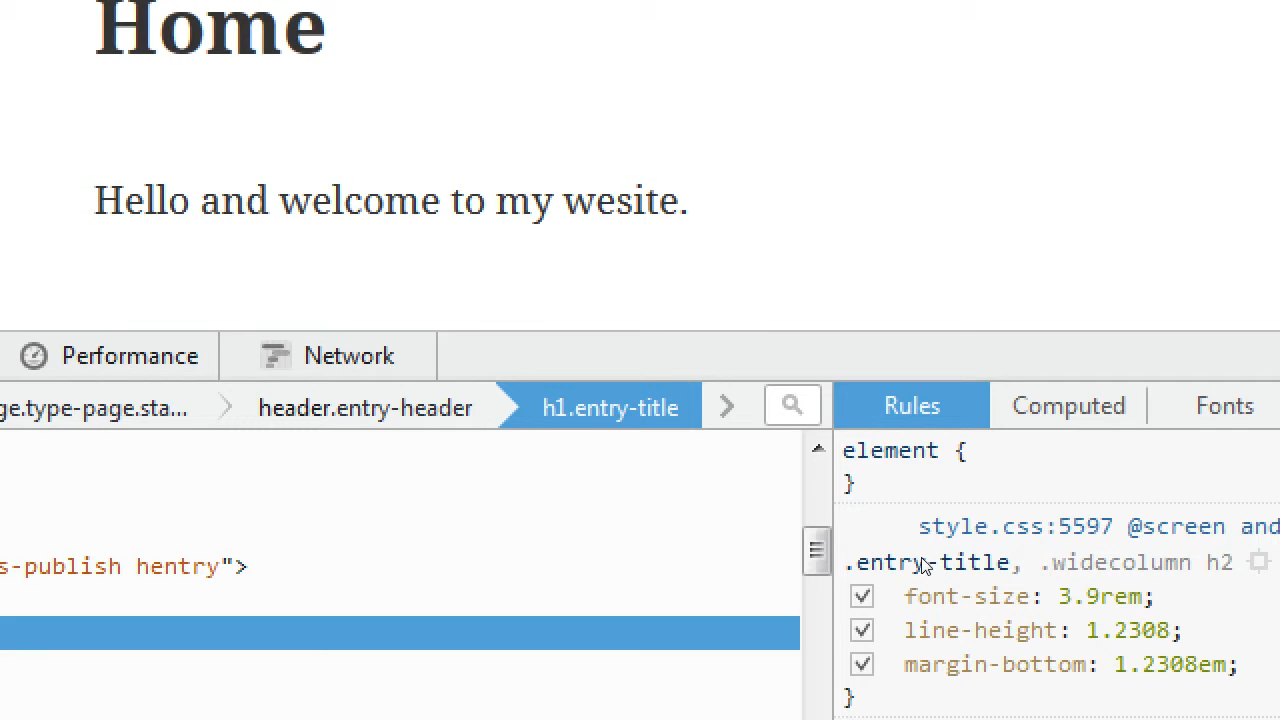 Home
Hello and welcome to my wesite.
Performance Network
ge.type-page.sta... header.entry-header h1.entry-title Rules Computed Fonts
element {
}
style.css:5597 @screen and
.entry-title, .widecolumn h2
s-publish hentry">
font-size: 3.9rem;
line-height: 1.2308;
margin-bottom: 1.2308em;
}